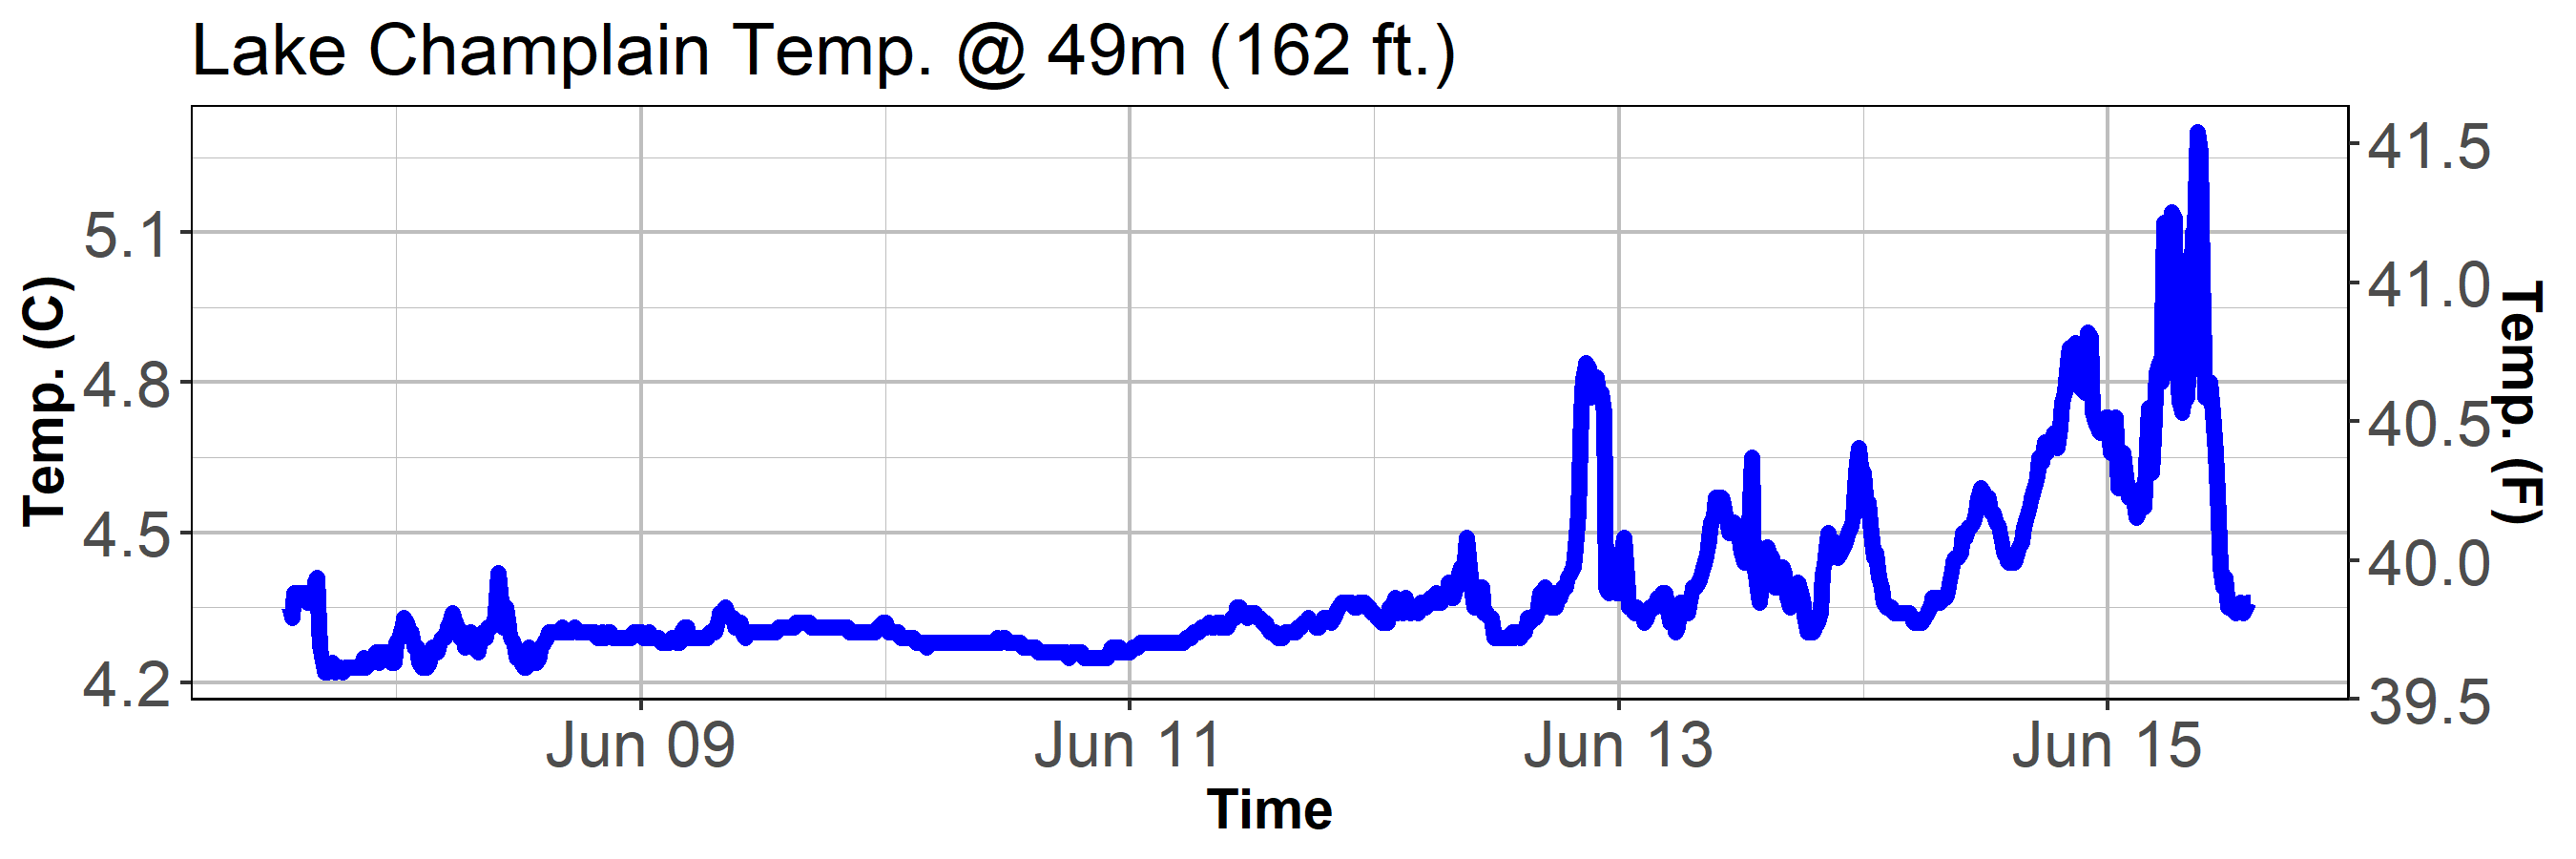 Lake Champlain Temp. @ 49m (162 ft.)
Temp. (C)
5.1
4.8
4.5
4.2
41.5
41.0
40.5
40.0
39.5
Temp. (F)
Jun 09 Jun 11 Jun 13 Jun 15
Time